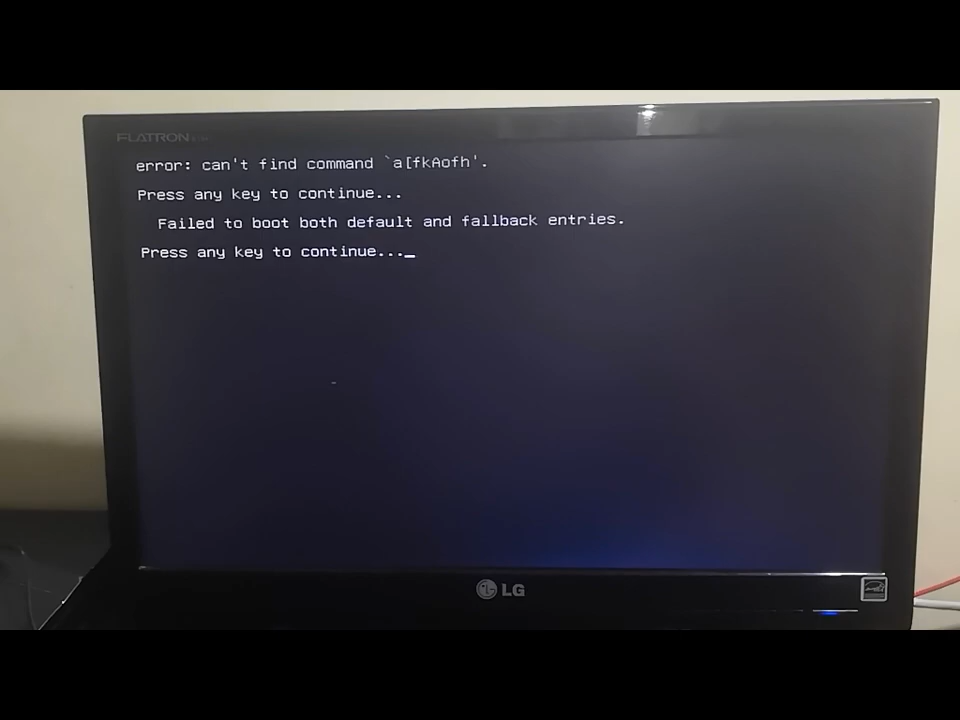 FLATRON
error: can't find command `a[fkAofh'.
Press any key to continue...
Failed to boot both default and fallback entries.
Press any key to continue..._
LG